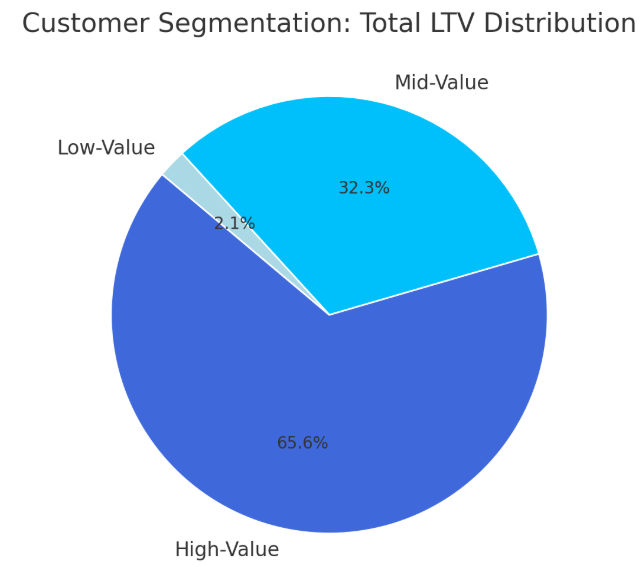 Customer Segmentation: Total LTV Distribution
Mid-Value
Low-Value
32.3%
2.1%
65.6%
High-Value